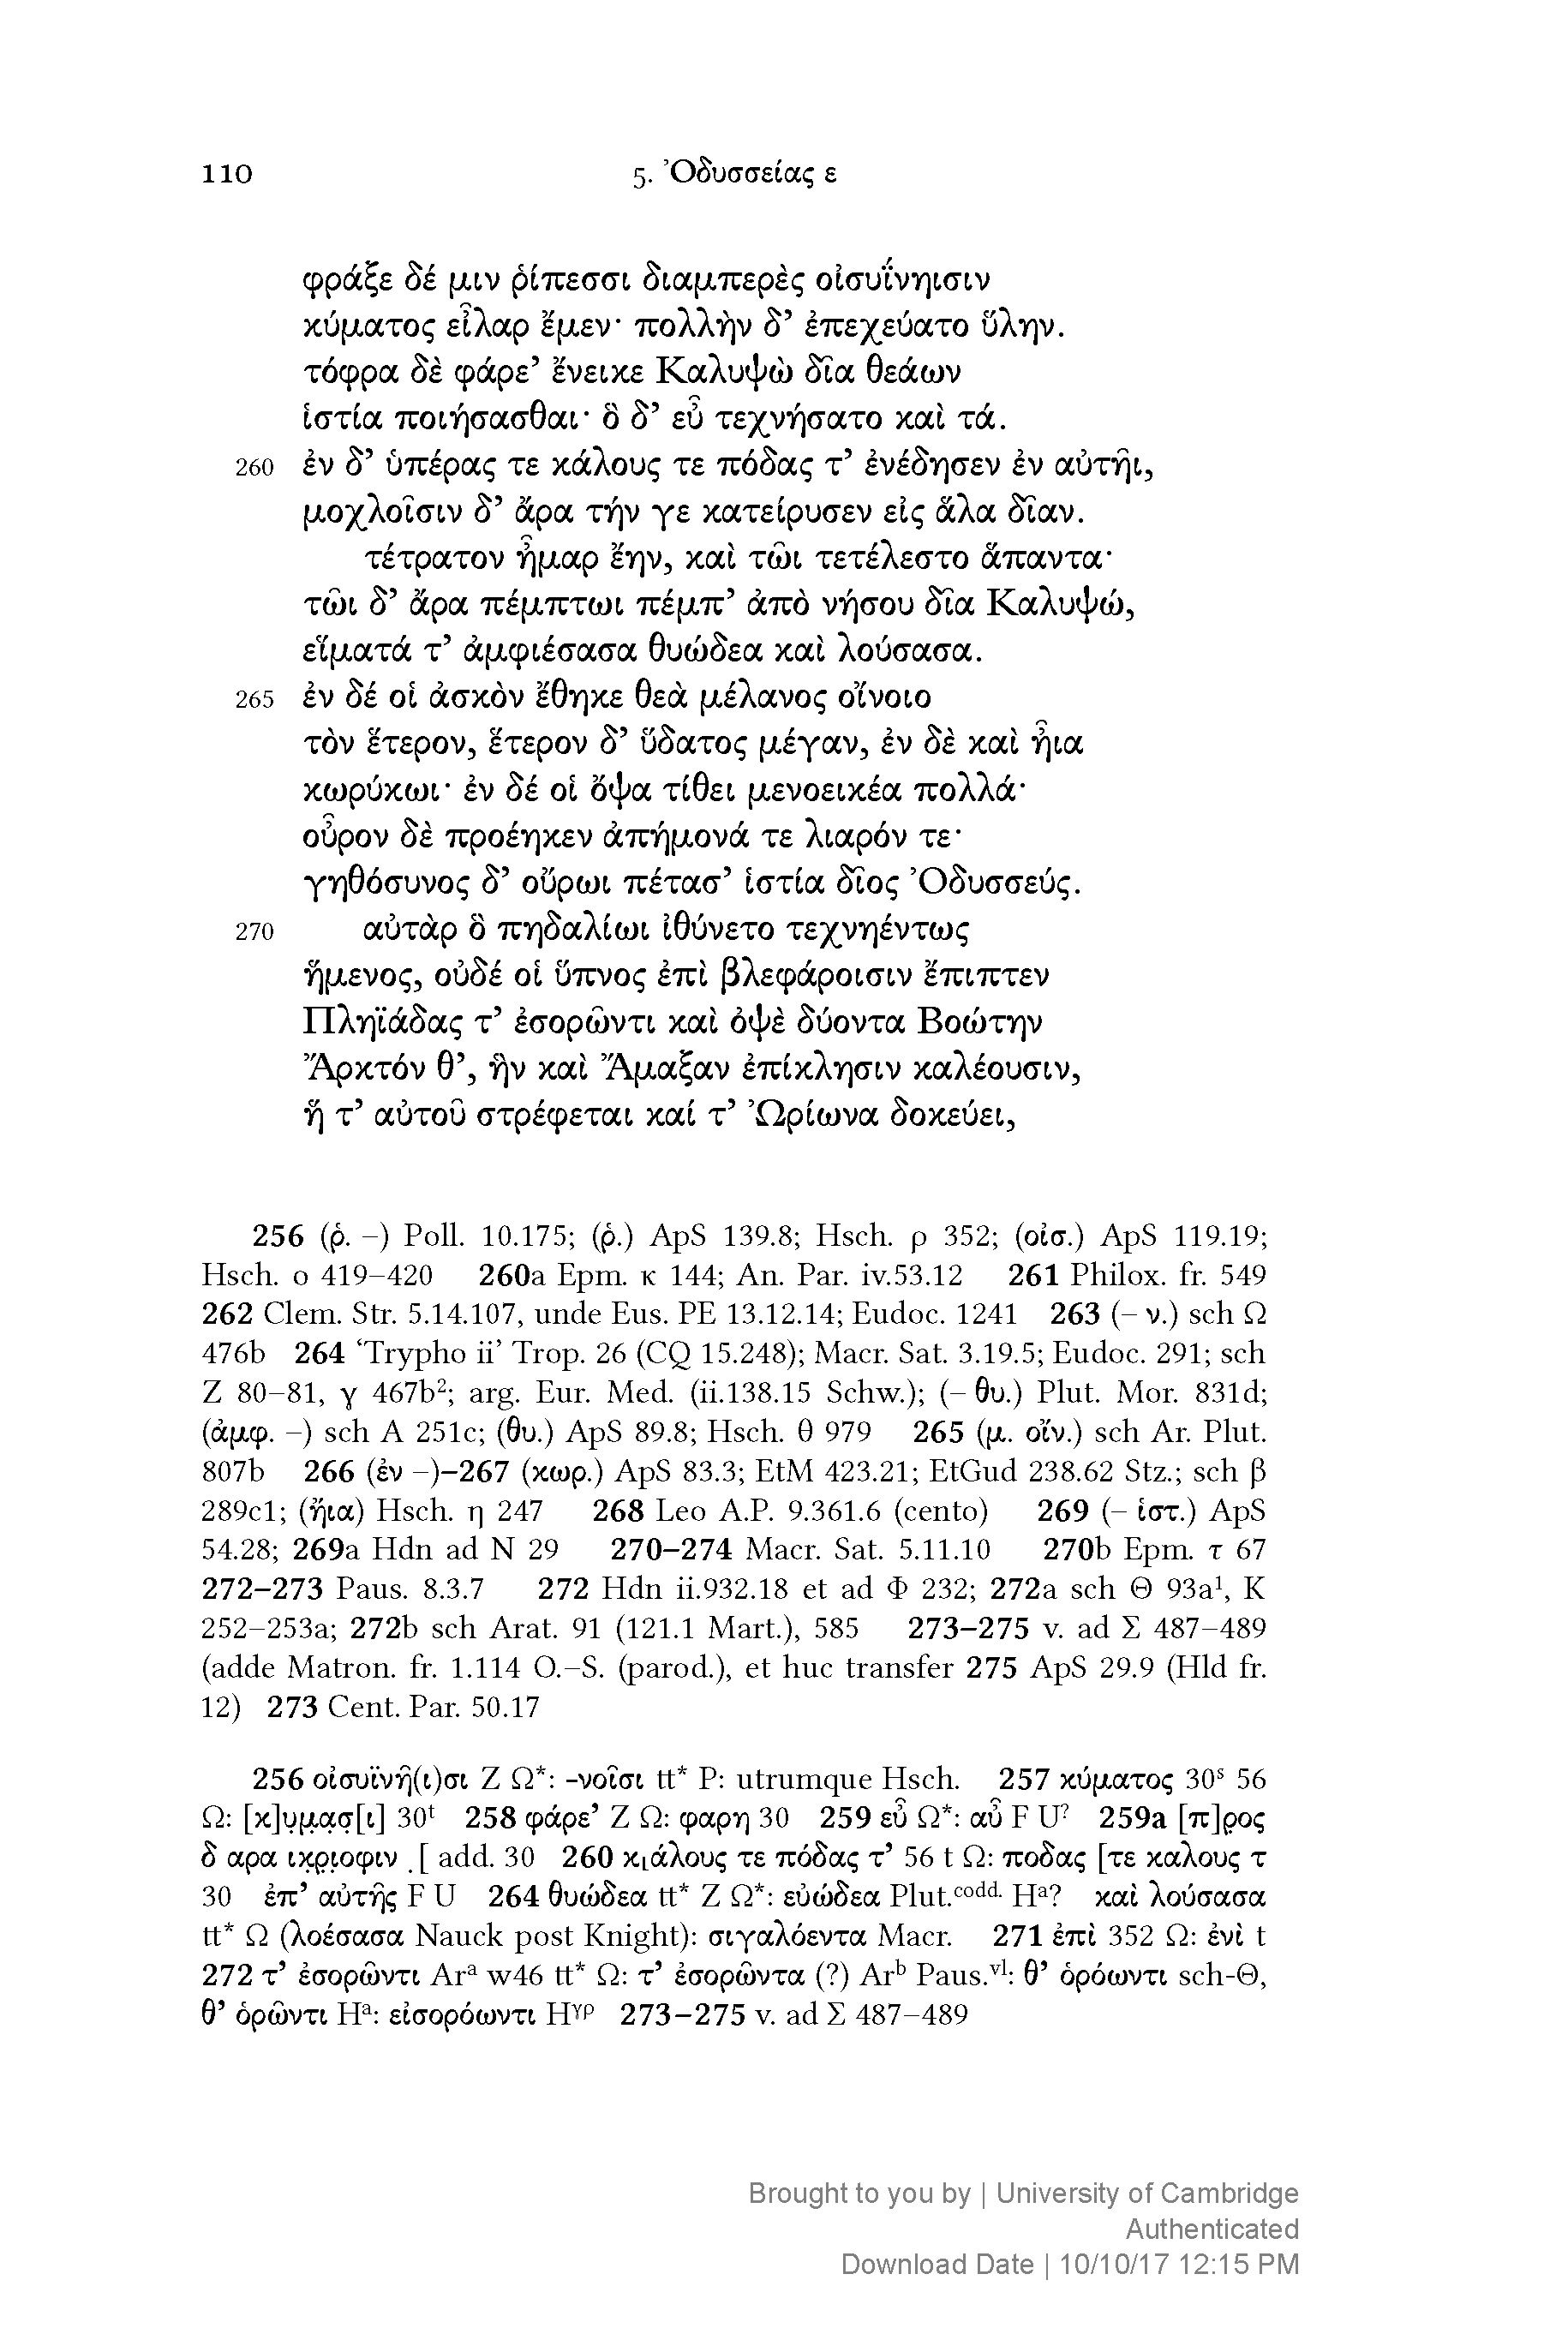 110 5. Ὀδυσσείας ε
φράξε δέ μιν ῥίπεσσι διαμπερὲς οἰσυΐνηισιν
κύματος εἶλαρ ἔμεν· πολλὴν δ’ ἐπεχεύατο ὕλην.
τόφρα δὲ φάρε’ ἔνεικε Καλυψὼ δῖα θεάων
ἱστία ποιήσασθαι· ὃ δ’ εὖ τεχνήσατο καὶ τά.
260 ἐν δ’ ὑπέρας τε κάλους τε πόδας τ’ ἐνέδησεν ἐν αὐτῆι,
μοχλοῖσιν δ’ ἄρα τήν γε κατείρυσεν εἰς ἅλα δῖαν.
τέτρατον ἦμαρ ἔην, καὶ τῶι τετέλεστο ἅπαντα·
τῶι δ’ ἄρα πέμπτωι πέμπ’ ἀπὸ νήσου δῖα Καλυψώ,
εἵματά τ’ ἀμφιέσασα θυώδεα καὶ λούσασα.
265 ἐν δέ οἱ ἀσκὸν ἔθηκε θεὰ μέλανος οἴνοιο
τὸν ἕτερον, ἕτερον δ’ ὕδατος μέγαν, ἐν δὲ καὶ ἦια
κωρύκωι· ἐν δέ οἱ ὄψα τίθει μενοεικέα πολλά·
οὖρον δὲ προέηκεν ἀπήμονά τε λιαρόν τε·
γηθόσυνος δ’ οὔρωι πέτασ’ ἱστία δῖος Ὀδυσσεύς.
270 αὐτὰρ ὃ πηδαλίωι ἰθύνετο τεχνηέντως
ἥμενος, οὐδέ οἱ ὕπνος ἐπὶ βλεφάροισιν ἔπιπτεν
Πληϊάδας τ’ ἐσορῶντι καὶ ὀψὲ δύοντα Βοώτην
Ἄρκτόν θ’, ἣν καὶ Ἄμαξαν ἐπίκλησιν καλέουσιν,
ἥ τ’ αὐτοῦ στρέφεται καί τ’ Ὠρίωνα δοκεύει,
256 (ῥ. –) Poll. 10.175; (ῥ.) ApS 139.8; Hsch. ρ 352; (οἰσ.) ApS 119.19;
Hsch. ο 419–420 260a Epm. κ 144; An. Par. iv.53.12 261 Philox. fr. 549
262 Clem. Str. 5.14.107, unde Eus. PE 13.12.14; Eudoc. 1241 263 (– ν.) sch Ω
476b 264 ‘Trypho ii’ Trop. 26 (CQ 15.248); Macr. Sat. 3.19.5; Eudoc. 291; sch
Z 80–81, γ 467b²; arg. Eur. Med. (ii.138.15 Schw.); (– θυ.) Plut. Mor. 831d;
(ἀμφ. –) sch A 251c; (θυ.) ApS 89.8; Hsch. θ 979 265 (μ. οἴν.) sch Ar. Plut.
807b 266 (ἐν –)–267 (κωρ.) ApS 83.3; EtM 423.21; EtGud 238.62 Stz.; sch β
289c1; (ἤια) Hsch. η 247 268 Leo A.P. 9.361.6 (cento) 269 (– ἱστ.) ApS
54.28; 269a Hdn ad N 29 270–274 Macr. Sat. 5.11.10 270b Epm. τ 67
272–273 Paus. 8.3.7 272 Hdn ii.932.18 et ad Φ 232; 272a sch Θ 93a¹, K
252–253a; 272b sch Arat. 91 (121.1 Mart.), 585 273–275 v. ad Σ 487–489
(adde Matron. fr. 1.114 O.–S. (parod.), et huc transfer 275 ApS 29.9 (Hld fr.
12) 273 Cent. Par. 50.17
256 οἰσυϊνῆ(ι)σι Z Ω*: -νοῖσι tt* P: utrumque Hsch. 257 κύματος 30ˢ 56
Ω: [κ]ụμ̣ạσ̣[ι] 30ᵗ 258 φάρε’ Z Ω: φαρη 30 259 εὖ Ω*: αὖ F U? 259a [π]ρ̣ος
δ αρα ικ̣ρ̣ι̣οφιν .[ add. 30 260 κ⌊άλους τε πόδας τ’ 56 t Ω: ποδας [τε καλους τ
30 ἐπ’ αὐτῆς F U 264 θυώδεα tt* Z Ω*: εὐώδεα Plut.codd. Hᵃ? καὶ λούσασα
tt* Ω (λοέσασα Nauck post Knight): σιγαλόεντα Macr. 271 ἐπὶ 352 Ω: ἐνὶ t
272 τ’ ἐσορῶντι Arᵃ w46 tt* Ω: τ’ ἐσορῶντα (?) Arᵇ Paus.ᵛˡ: θ’ ὁρόωντι sch-Θ,
θ’ ὁρῶντι Hᵃ: εἰσορόωντι Hᵞᵖ 273–275 v. ad Σ 487–489
Brought to you by | University of Cambridge
Authenticated
Download Date | 10/10/17 12:15 PM